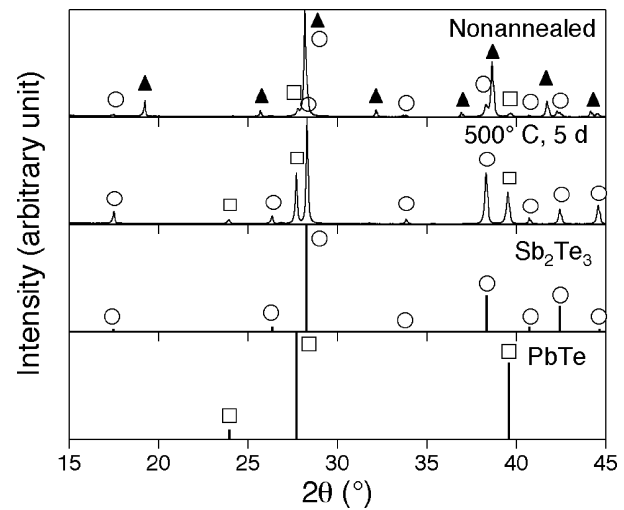 Nonannealed
500° C, 5 d
Sb₂Te₃
PbTe
Intensity (arbitrary unit)
15 20 25 30 35 40 45
2θ (°)